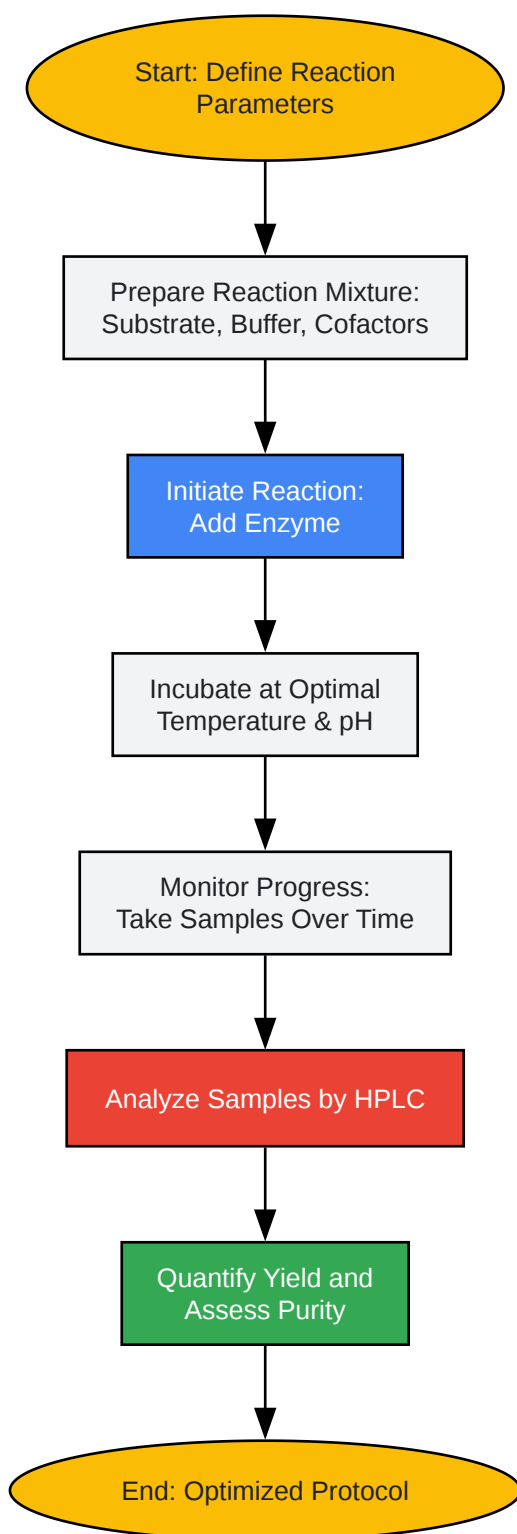 Start: Define Reaction
Parameters
Prepare Reaction Mixture:
Substrate, Buffer, Cofactors
Initiate Reaction:
Add Enzyme
Incubate at Optimal
Temperature & pH
Monitor Progress:
Take Samples Over Time
Analyze Samples by HPLC
Quantify Yield and
Assess Purity
End: Optimized Protocol